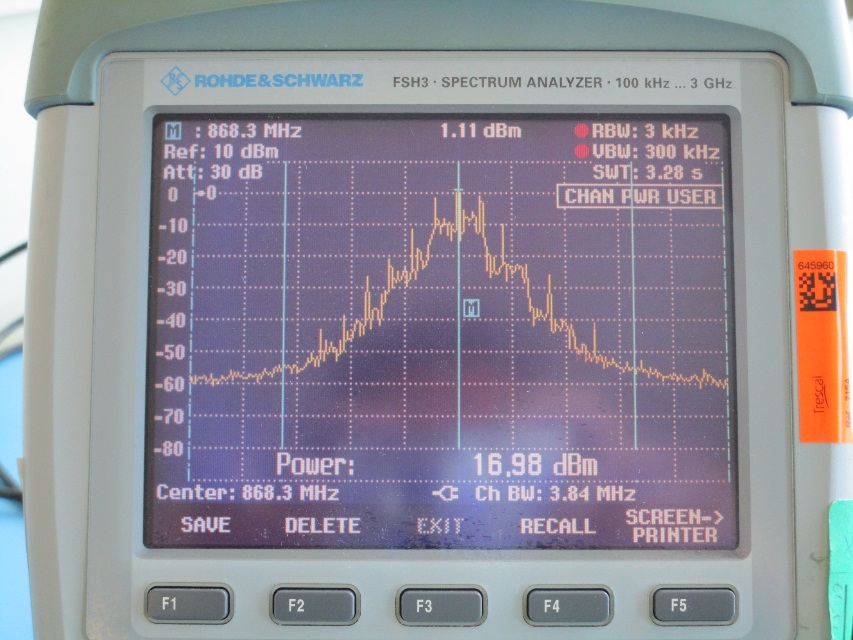 ROHDE&SCHWARZ FSH3 · SPECTRUM ANALYZER · 100 kHz ... 3 GHz
M : 868.3 MHz 1.11 dBm RBW: 3 kHz
Ref: 10 dBm VBW: 300 kHz
Att: 30 dB SWT: 3.28 s
0 0 CHAN PWR USER
-10
-20
-30
M
-40
-50
-60
-70
-80
Power: 16.98 dBm
Center: 868.3 MHz Ch BW: 3.84 MHz
SAVE DELETE EXIT RECALL SCREEN->
PRINTER
F1 F2 F3 F4 F5
645960
Trescal